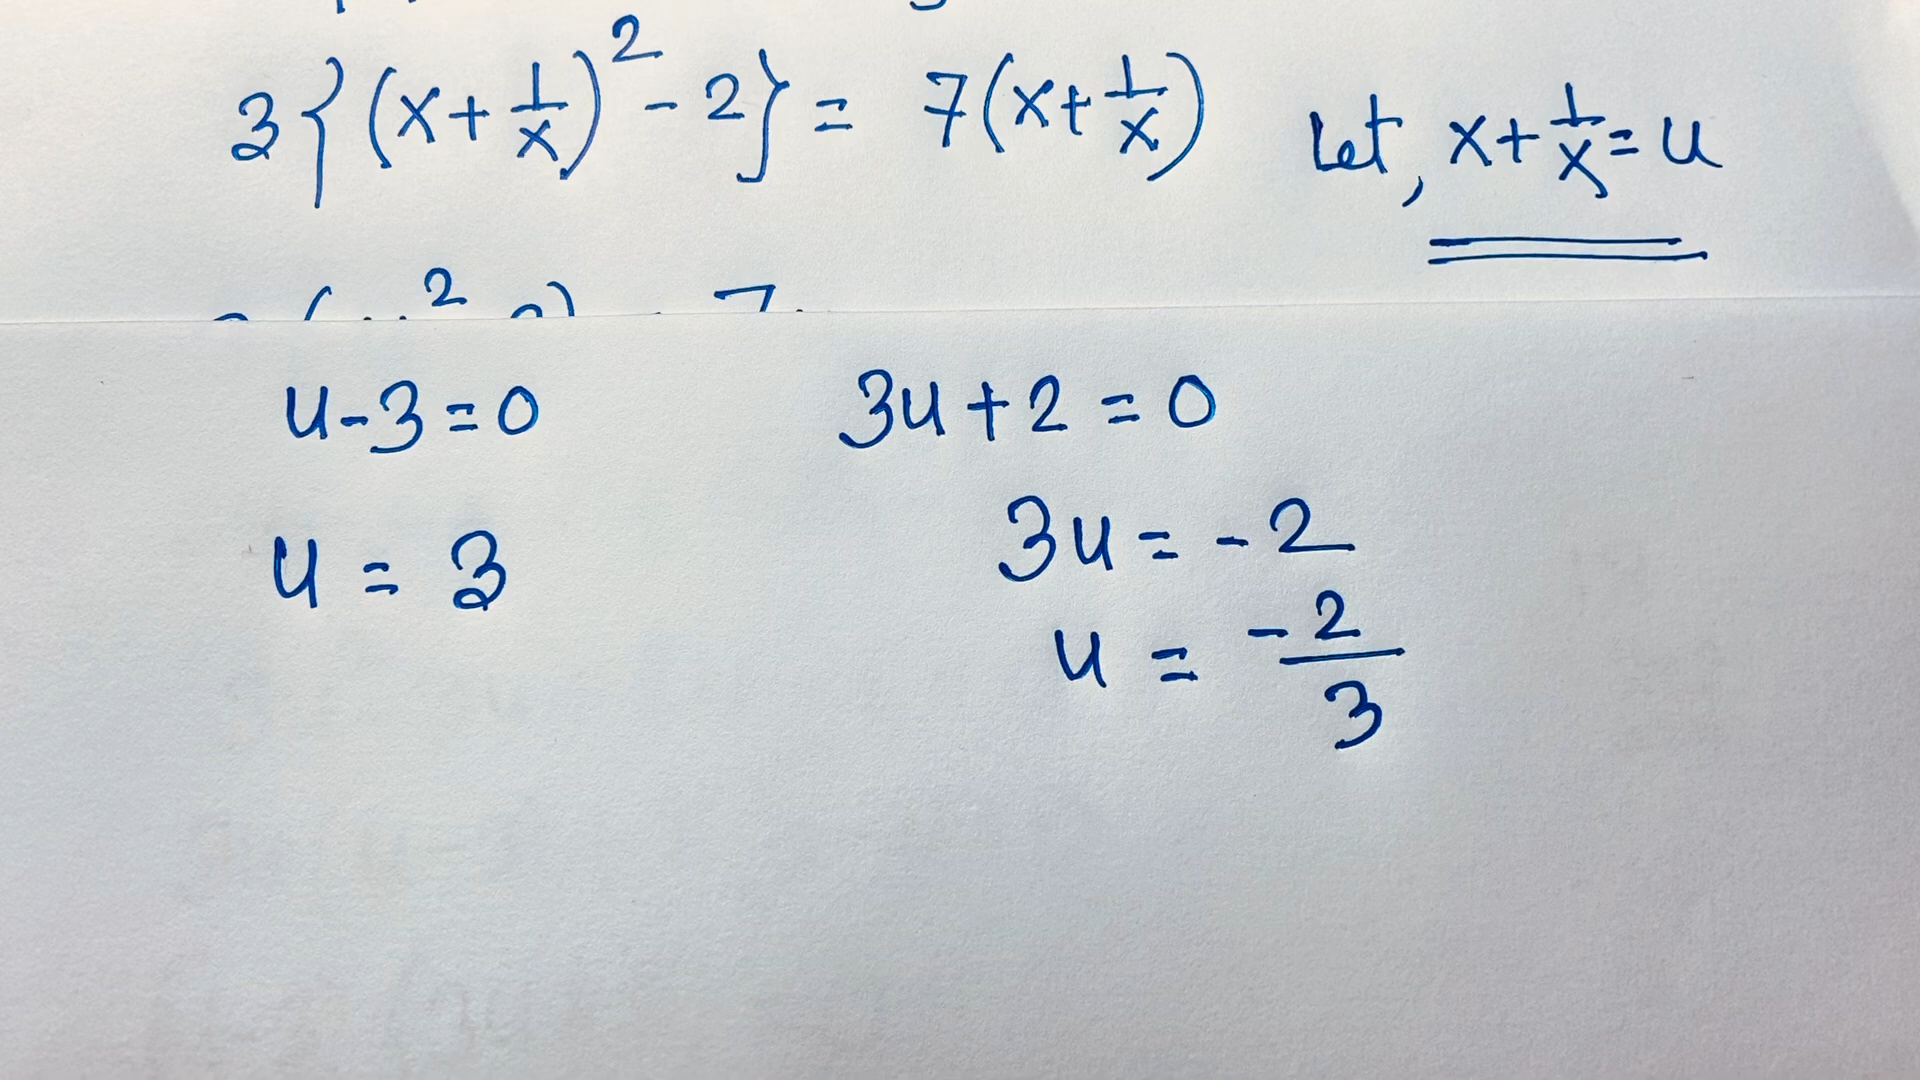 3{(x+1/x)²-2} = 7(x+1/x) Let, x+1/x=u
u-3=0 3u+2=0
u = 3 3u=-2
u = -2/3